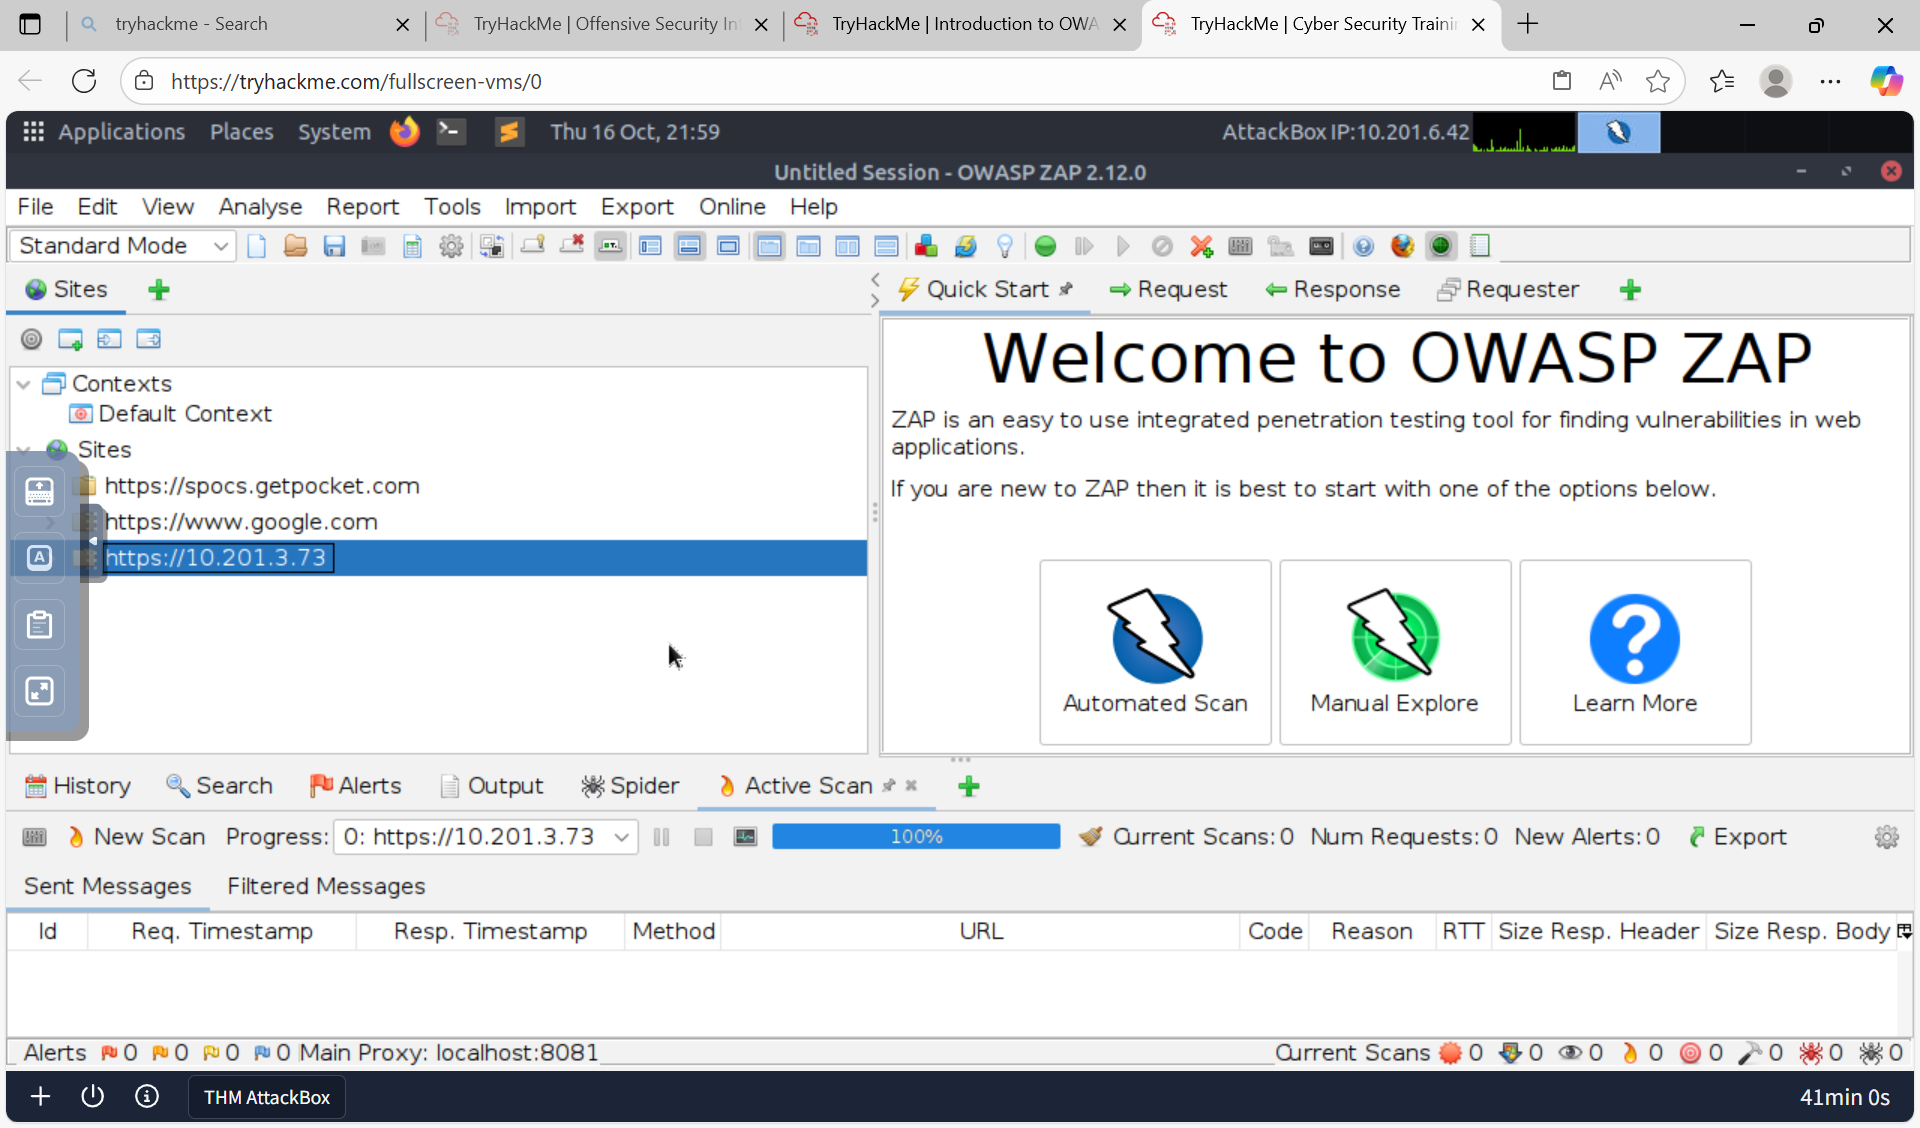 tryhackme - Search
TryHackMe | Offensive Security In
TryHackMe | Introduction to OWA
TryHackMe | Cyber Security Traini
https://tryhackme.com/fullscreen-vms/0
Applications Places System Thu 16 Oct, 21:59 AttackBox IP:10.201.6.42
Untitled Session - OWASP ZAP 2.12.0
File Edit View Analyse Report Tools Import Export Online Help
Standard Mode
Sites
Quick Start Request Response Requester
Contexts
Default Context
Sites
https://spocs.getpocket.com
https://www.google.com
https://10.201.3.73
Welcome to OWASP ZAP
ZAP is an easy to use integrated penetration testing tool for finding vulnerabilities in web
applications.
If you are new to ZAP then it is best to start with one of the options below.
Automated Scan Manual Explore Learn More
History Search Alerts Output Spider Active Scan
New Scan Progress: 0: https://10.201.3.73 100% Current Scans: 0 Num Requests: 0 New Alerts: 0 Export
Sent Messages Filtered Messages
Id Req. Timestamp Resp. Timestamp Method URL Code Reason RTT Size Resp. Header Size Resp. Body
Alerts 0 0 0 0 Main Proxy: localhost:8081 Current Scans 0 0 0 0 0 0 0 0
THM AttackBox 41min 0s